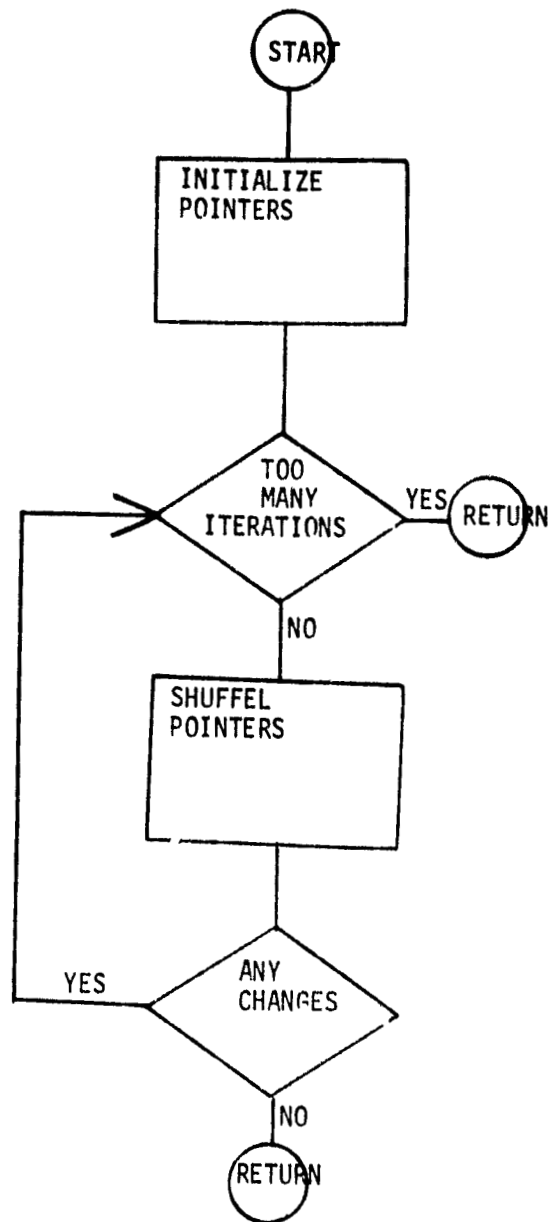 START
INITIALIZE
POINTERS
TOO
MANY
ITERATIONS
YES
RETURN
NO
SHUFFEL
POINTERS
ANY
CHANGES
YES
NO
RETURN